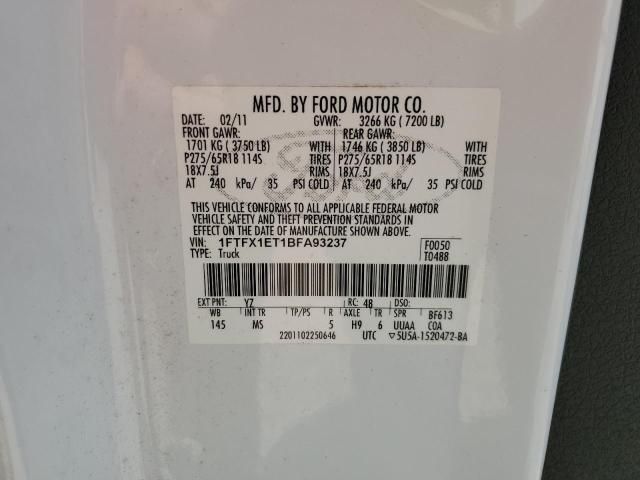 MFD. BY FORD MOTOR CO.
DATE: 02/11 GVWR: 3266 KG ( 7200 LB)
FRONT GAWR: REAR GAWR:
1701 KG ( 3750 LB) WITH 1746 KG ( 3850 LB) WITH
P275/65R18 114S TIRES P275/65R18 114S TIRES
18X7.5J RIMS 18X7.5J RIMS
AT 240 kPa/ 35 PSI COLD AT 240 kPa/ 35 PSI COLD
THIS VEHICLE CONFORMS TO ALL APPLICABLE FEDERAL MOTOR
VEHICLE SAFETY AND THEFT PREVENTION STANDARDS IN
EFFECT ON THE DATE OF MANUFACTURE SHOWN ABOVE.
VIN: 1FTFX1ET1BFA93237 F0050
TYPE: Truck T0488
EXT PNT: YZ RC: 48 DSO:
WB INT TR TP/PS R AXLE TR SPR BF613
145 MS 5 H9 6 UUAA COA
2201102250646 UTC ▽5U5A-1520472-BA
Ford